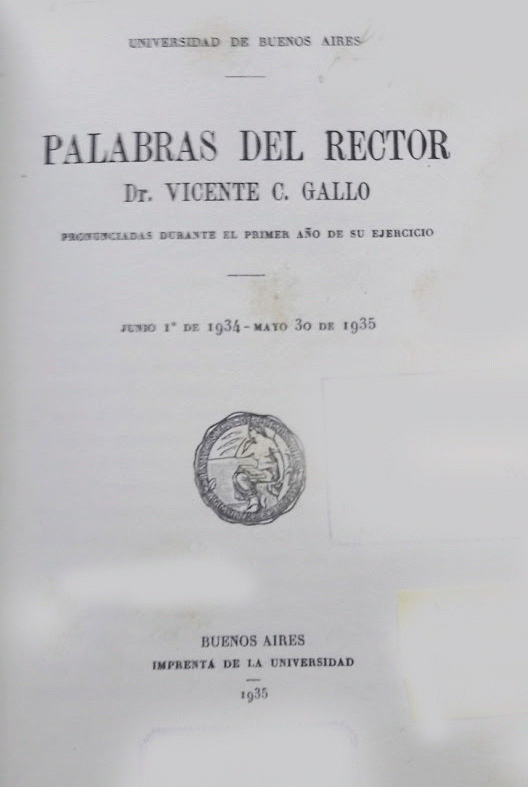 UNIVERSIDAD DE BUENOS AIRES
PALABRAS DEL RECTOR
Dr. VICENTE C. GALLO
PRONUNCIADAS DURANTE EL PRIMER AÑO DE SU EJERCICIO
JUNIO 1° DE 1934 - MAYO 30 DE 1935
BUENOS AIRES
IMPRENTA DE LA UNIVERSIDAD
1935